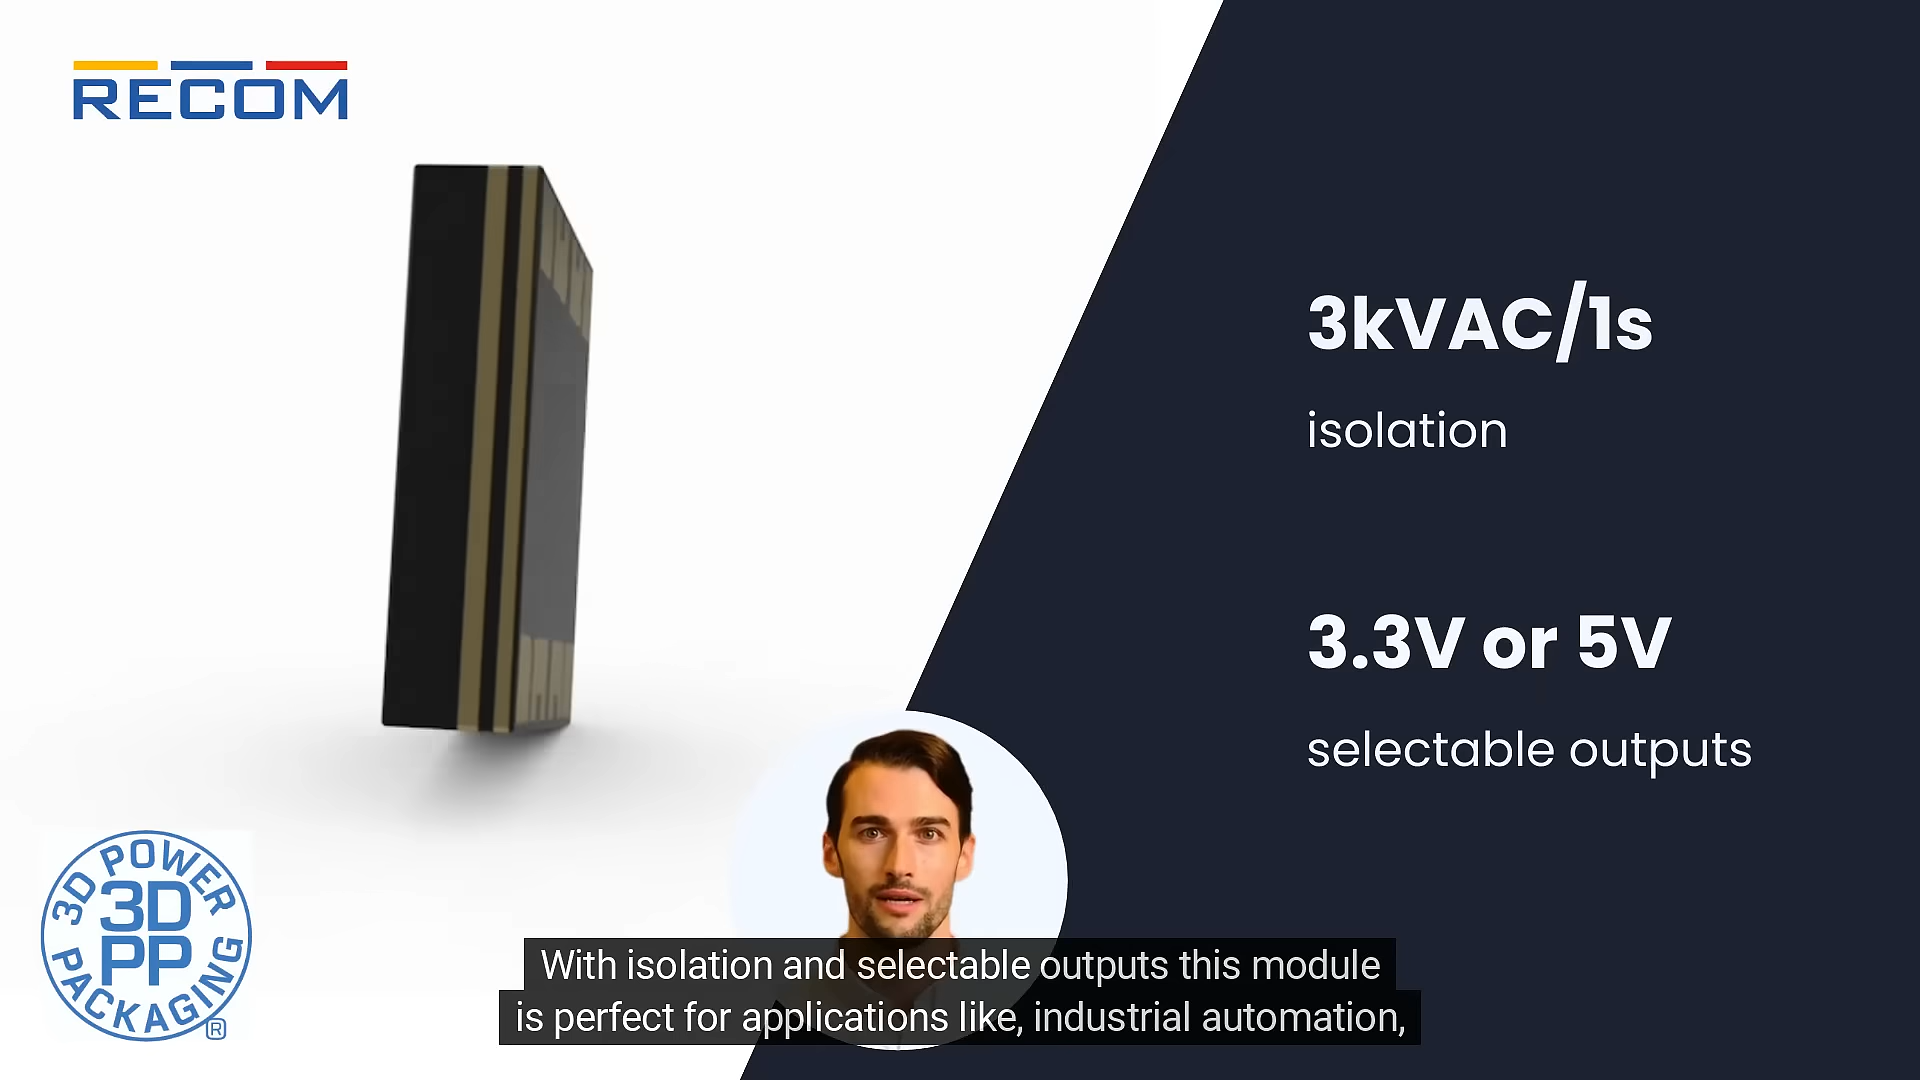 RECOM
3kVAC/1s
isolation
3.3V or 5V
selectable outputs
3D POWER
3D
PP
PACKAGING
®
With isolation and selectable outputs this module
is perfect for applications like, industrial automation,